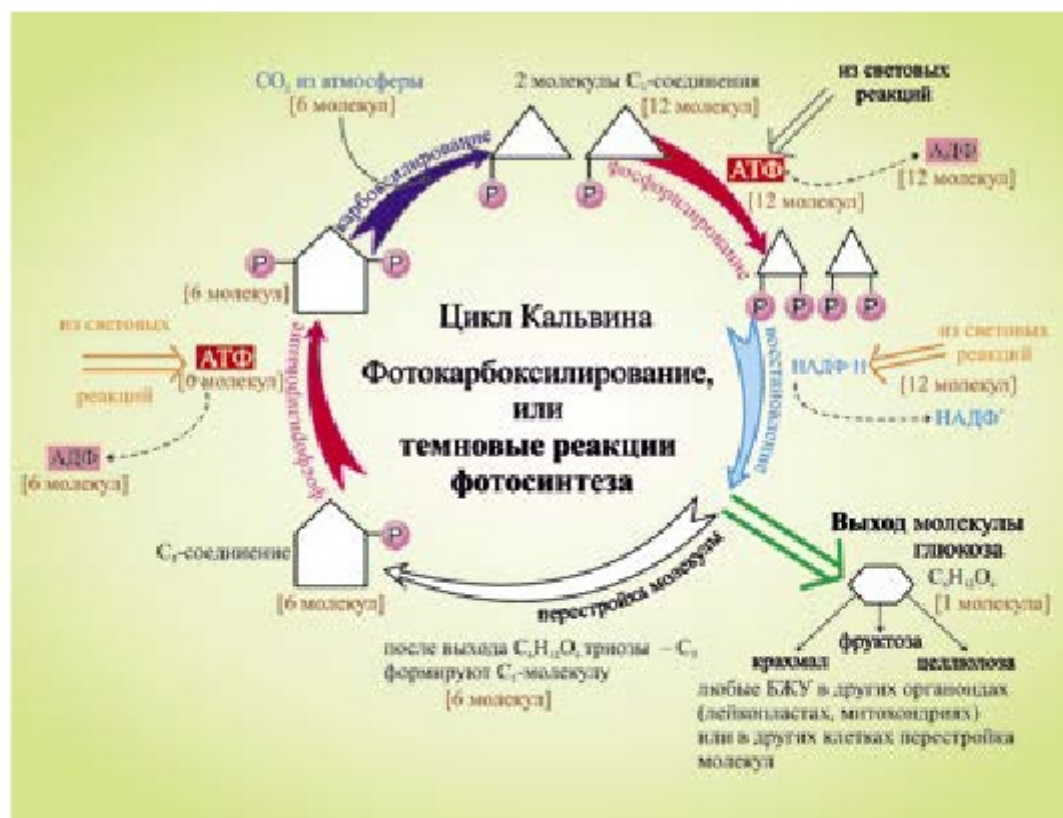 CO₂ из атмосферы
[6 молекул]
2 молекулы C₃-соединения
[12 молекул]
из световых
реакций
АТФ
[12 молекул]
АДФ
[12 молекул]
карбоксилирование
фосфорилирование
P
P
P
P
[6 молекул]
P
P
P
P
Цикл Кальвина
Фотокарбоксилирование,
или
темновые реакции
фотосинтеза
из световых
реакций
АТФ
[6 молекул]
АДФ
[6 молекул]
фосфорилирование
восстановление
НАДФ·Н
из световых
реакций
[12 молекул]
НАДФ⁺
C₅-соединение
P
[6 молекул]
перестройка молекулы
Выход молекулы
глюкоза
C₆H₁₂O₆
[1 молекула]
крахмал
фруктоза
целлюлоза
после выхода C₆H₁₂O₆ триозы – C₃
формируют C₅-молекулу
[6 молекул]
любые БЖУ в других органоидах
(лейкопластах, митохондриях)
или в других клетках перестройка
молекул